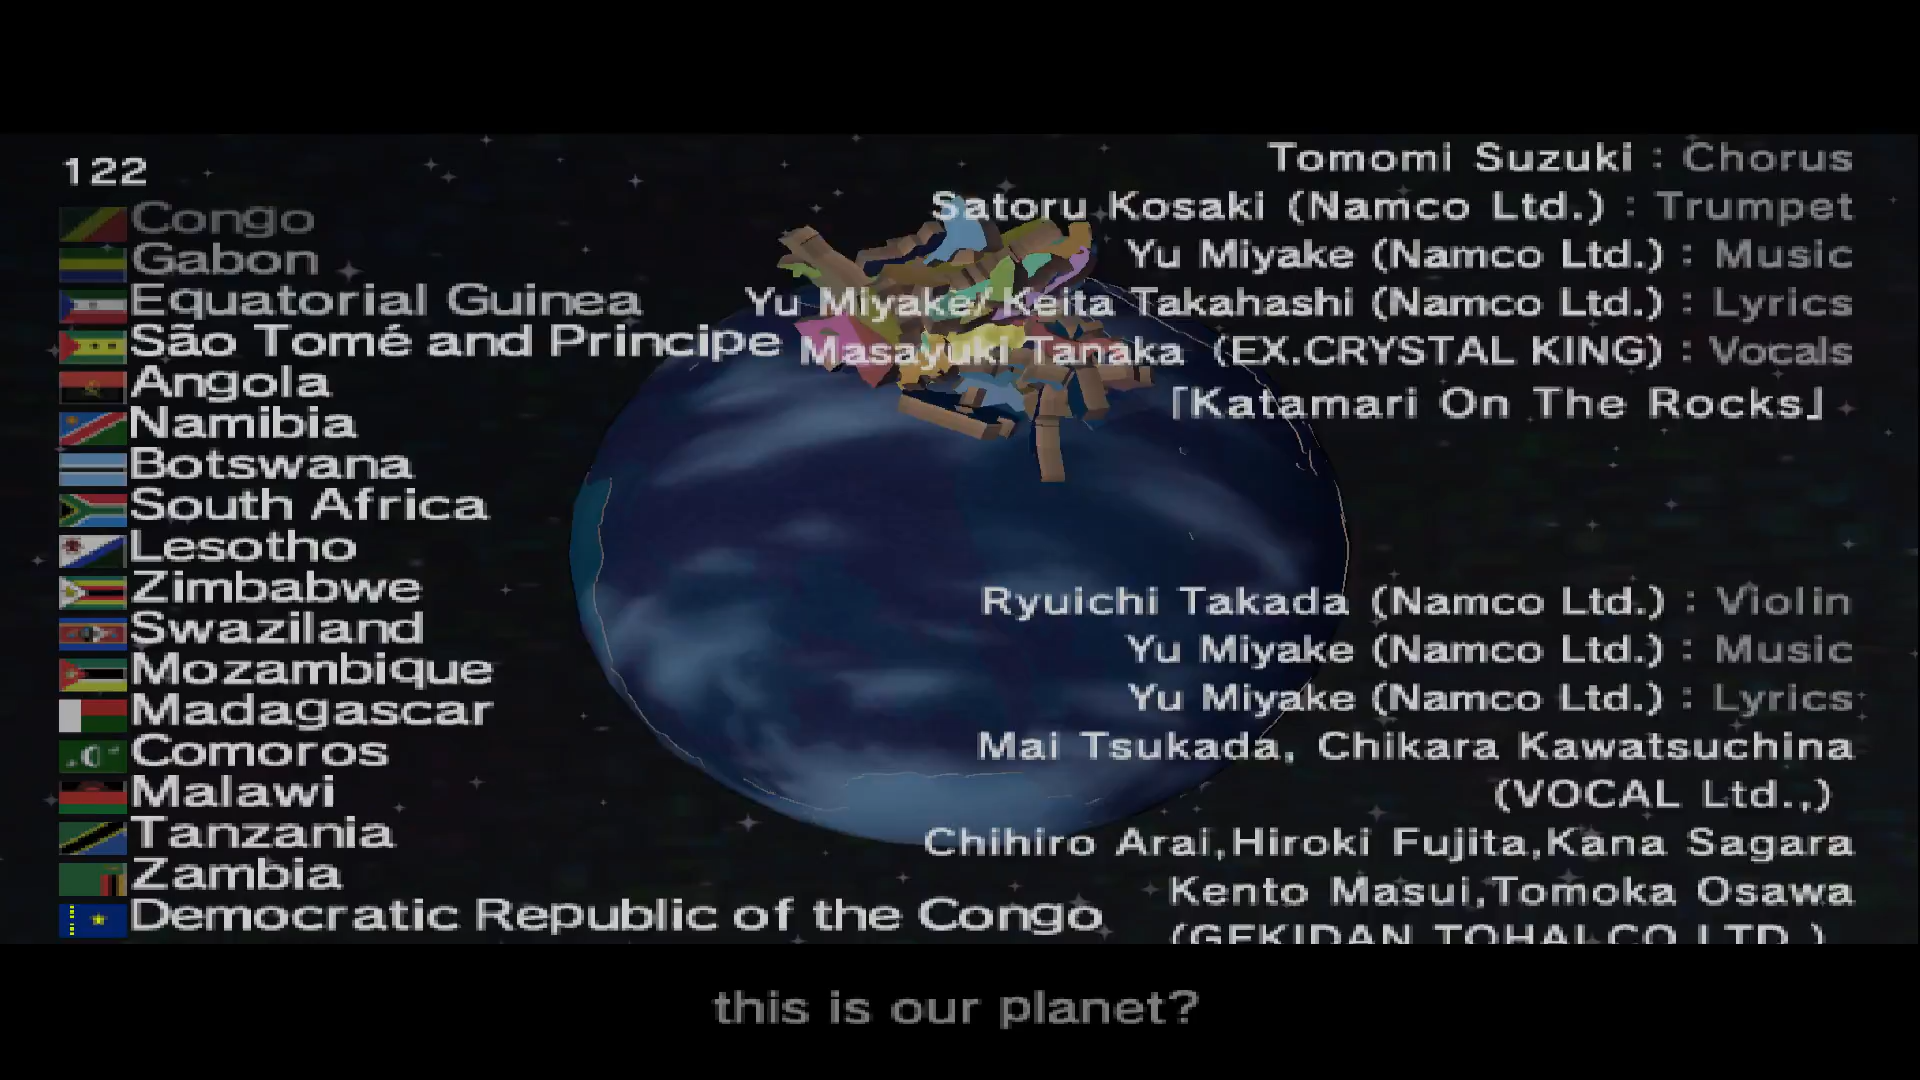 122
Congo
Gabon
Equatorial Guinea
São Tomé and Principe
Angola
Namibia
Botswana
South Africa
Lesotho
Zimbabwe
Swaziland
Mozambique
Madagascar
Comoros
Malawi
Tanzania
Zambia
Democratic Republic of the Congo
Tomomi Suzuki : Chorus
Satoru Kosaki (Namco Ltd.) : Trumpet
Yu Miyake (Namco Ltd.) : Music
Yu Miyake/ Keita Takahashi (Namco Ltd.) : Lyrics
Masayuki Tanaka (EX.CRYSTAL KING) : Vocals
「Katamari On The Rocks」
Ryuichi Takada (Namco Ltd.) : Violin
Yu Miyake (Namco Ltd.) : Music
Yu Miyake (Namco Ltd.) : Lyrics
Mai Tsukada, Chikara Kawatsuchina
(VOCAL Ltd.,)
Chihiro Arai,Hiroki Fujita,Kana Sagara
Kento Masui,Tomoka Osawa
(GEKIDAN TOHAI CO LTD.)
this is our planet?